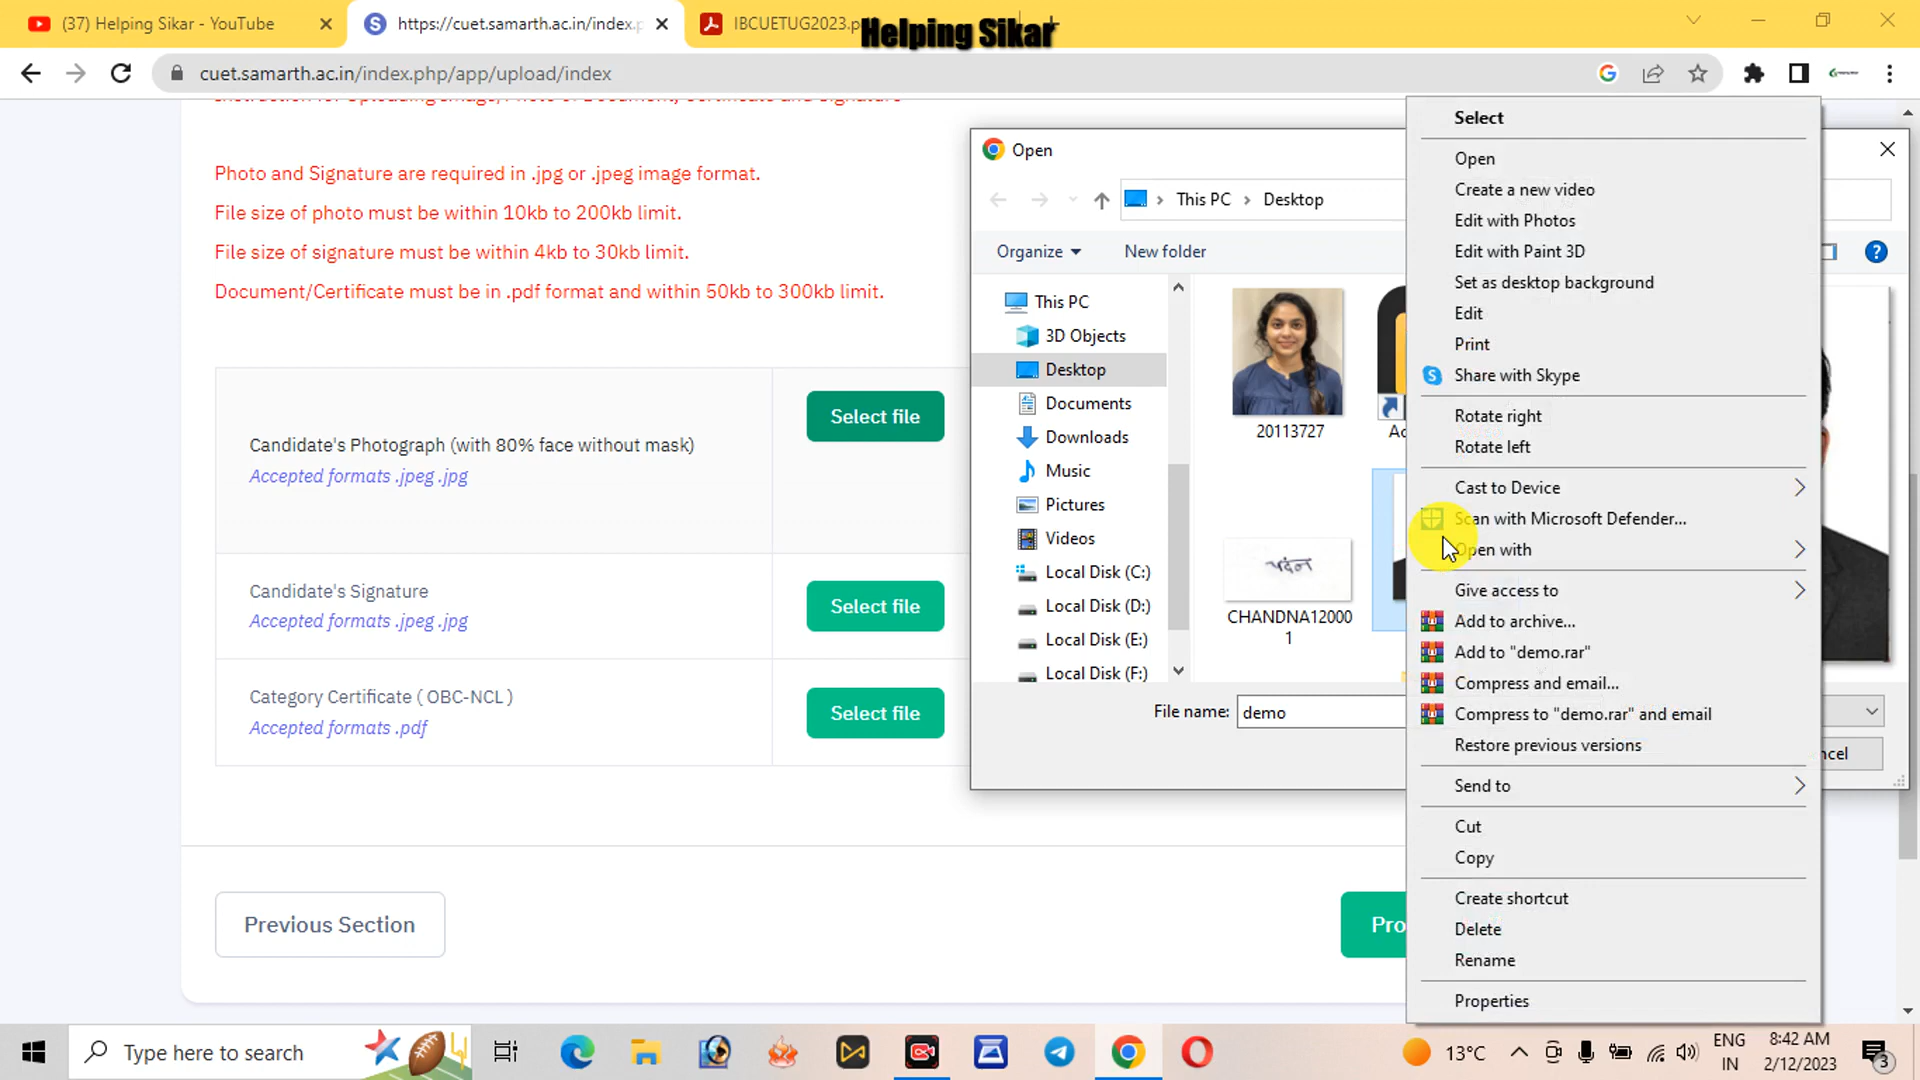 (37) Helping Sikar - YouTube
https://cuet.samarth.ac.in/index.p
IBCUETUG2023.p
Helping Sikar
cuet.samarth.ac.in/index.php/app/upload/index
Photo and Signature are required in .jpg or .jpeg image format.
File size of photo must be within 10kb to 200kb limit.
File size of signature must be within 4kb to 30kb limit.
Document/Certificate must be in .pdf format and within 50kb to 300kb limit.
Candidate's Photograph (with 80% face without mask)
Accepted formats .jpeg .jpg
Select file
Candidate's Signature
Accepted formats .jpeg .jpg
Select file
Category Certificate ( OBC-NCL )
Accepted formats .pdf
Select file
Previous Section
Pro
Open
This PC > Desktop
Organize
New folder
This PC
3D Objects
Desktop
Documents
Downloads
Music
Pictures
Videos
Local Disk (C:)
Local Disk (D:)
Local Disk (E:)
Local Disk (F:)
20113727
Ac
चंदना
CHANDNA12000
1
File name: demo
ncel
Select
Open
Create a new video
Edit with Photos
Edit with Paint 3D
Set as desktop background
Edit
Print
Share with Skype
Rotate right
Rotate left
Cast to Device
Scan with Microsoft Defender...
Open with
Give access to
Add to archive...
Add to "demo.rar"
Compress and email...
Compress to "demo.rar" and email
Restore previous versions
Send to
Cut
Copy
Create shortcut
Delete
Rename
Properties
Type here to search
13°C
ENG
IN
8:42 AM
2/12/2023
3